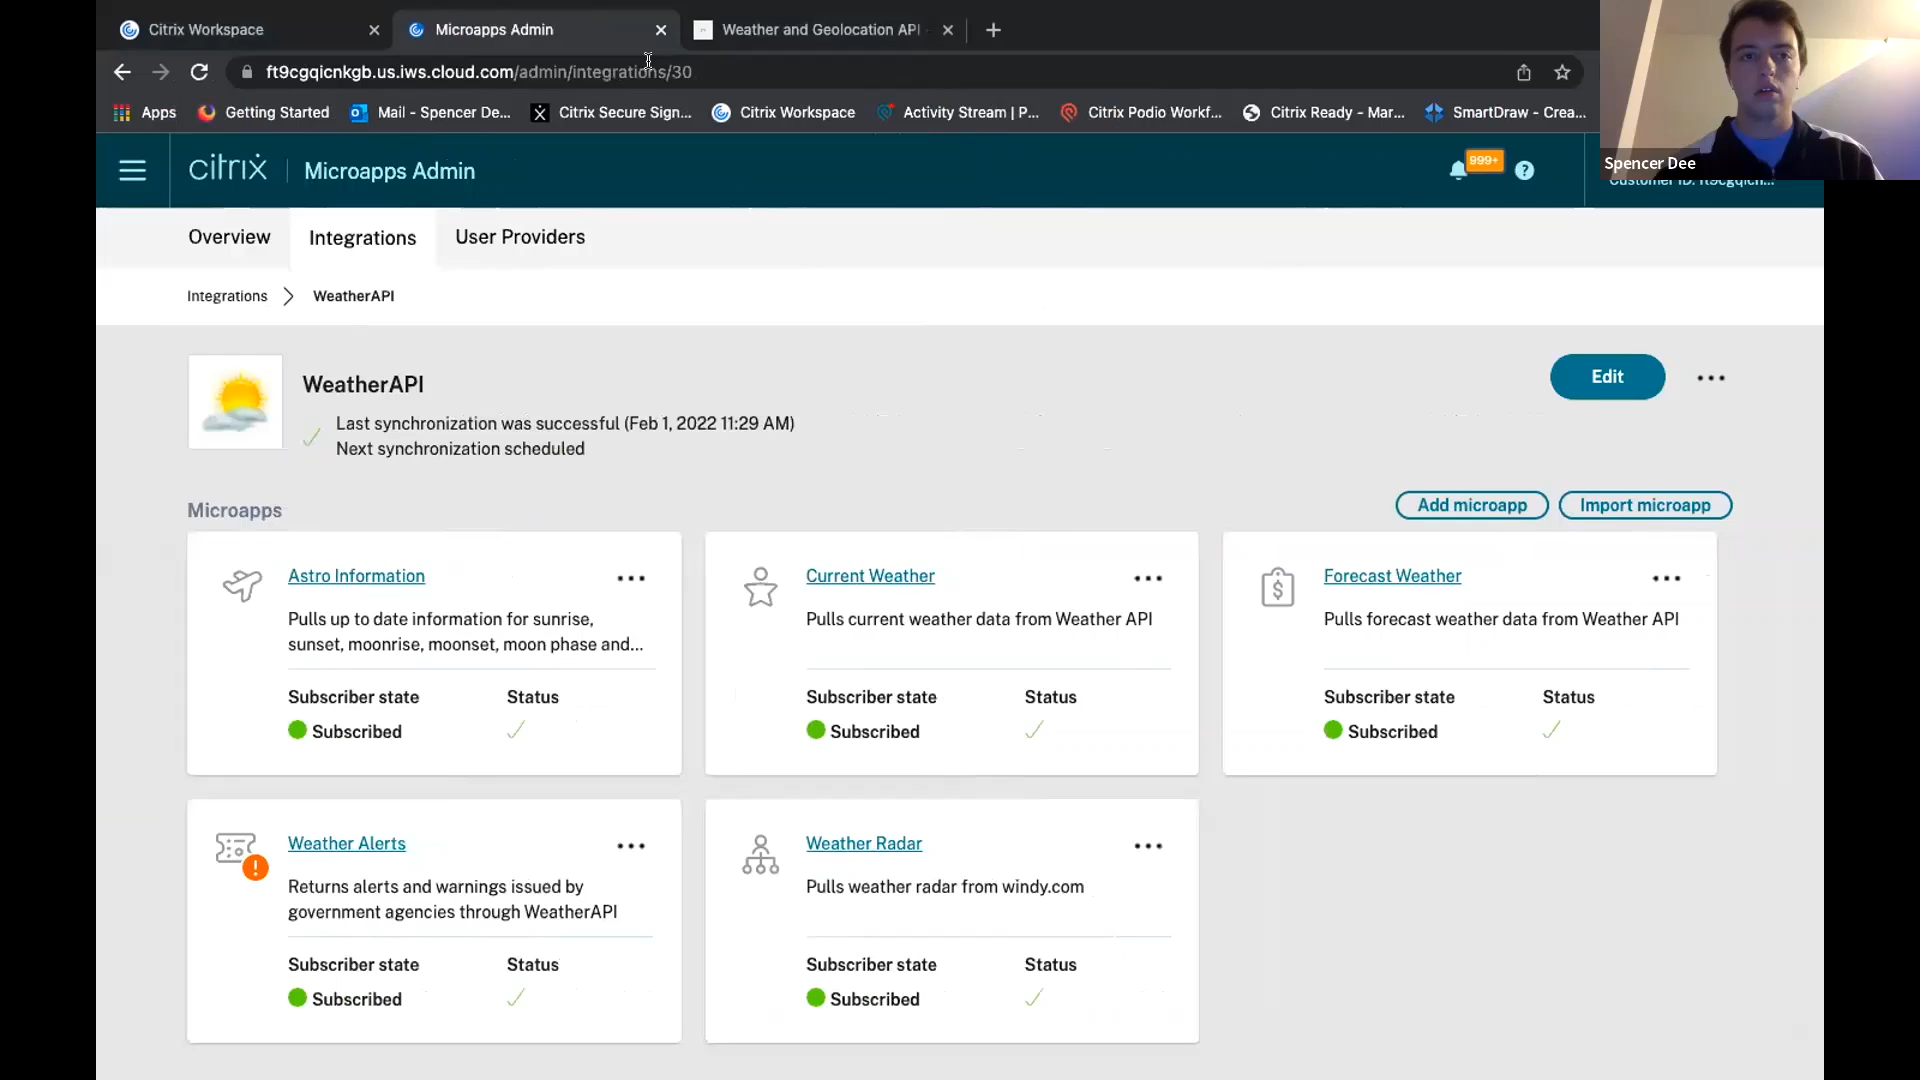 Citrix Workspace
Microapps Admin
Weather and Geolocation API
ft9cgqicnkgb.us.iws.cloud.com/admin/integrations/30
Apps
Getting Started
Mail - Spencer De...
Citrix Secure Sign...
Citrix Workspace
Activity Stream | P...
Citrix Podio Workf...
Citrix Ready - Mar...
SmartDraw - Crea...
Spencer Dee
citrix
Microapps Admin
999+
?
Customer ID: ft9cgqicn...
Overview
Integrations
User Providers
Integrations
WeatherAPI
WeatherAPI
Edit
Last synchronization was successful (Feb 1, 2022 11:29 AM)
Next synchronization scheduled
Microapps
Add microapp
Import microapp
Astro Information
Pulls up to date information for sunrise,
sunset, moonrise, moonset, moon phase and...
Subscriber state
Status
Subscribed
Current Weather
Pulls current weather data from Weather API
Subscriber state
Status
Subscribed
Forecast Weather
Pulls forecast weather data from Weather API
Subscriber state
Status
Subscribed
Weather Alerts
Returns alerts and warnings issued by
government agencies through WeatherAPI
Subscriber state
Status
Subscribed
Weather Radar
Pulls weather radar from windy.com
Subscriber state
Status
Subscribed